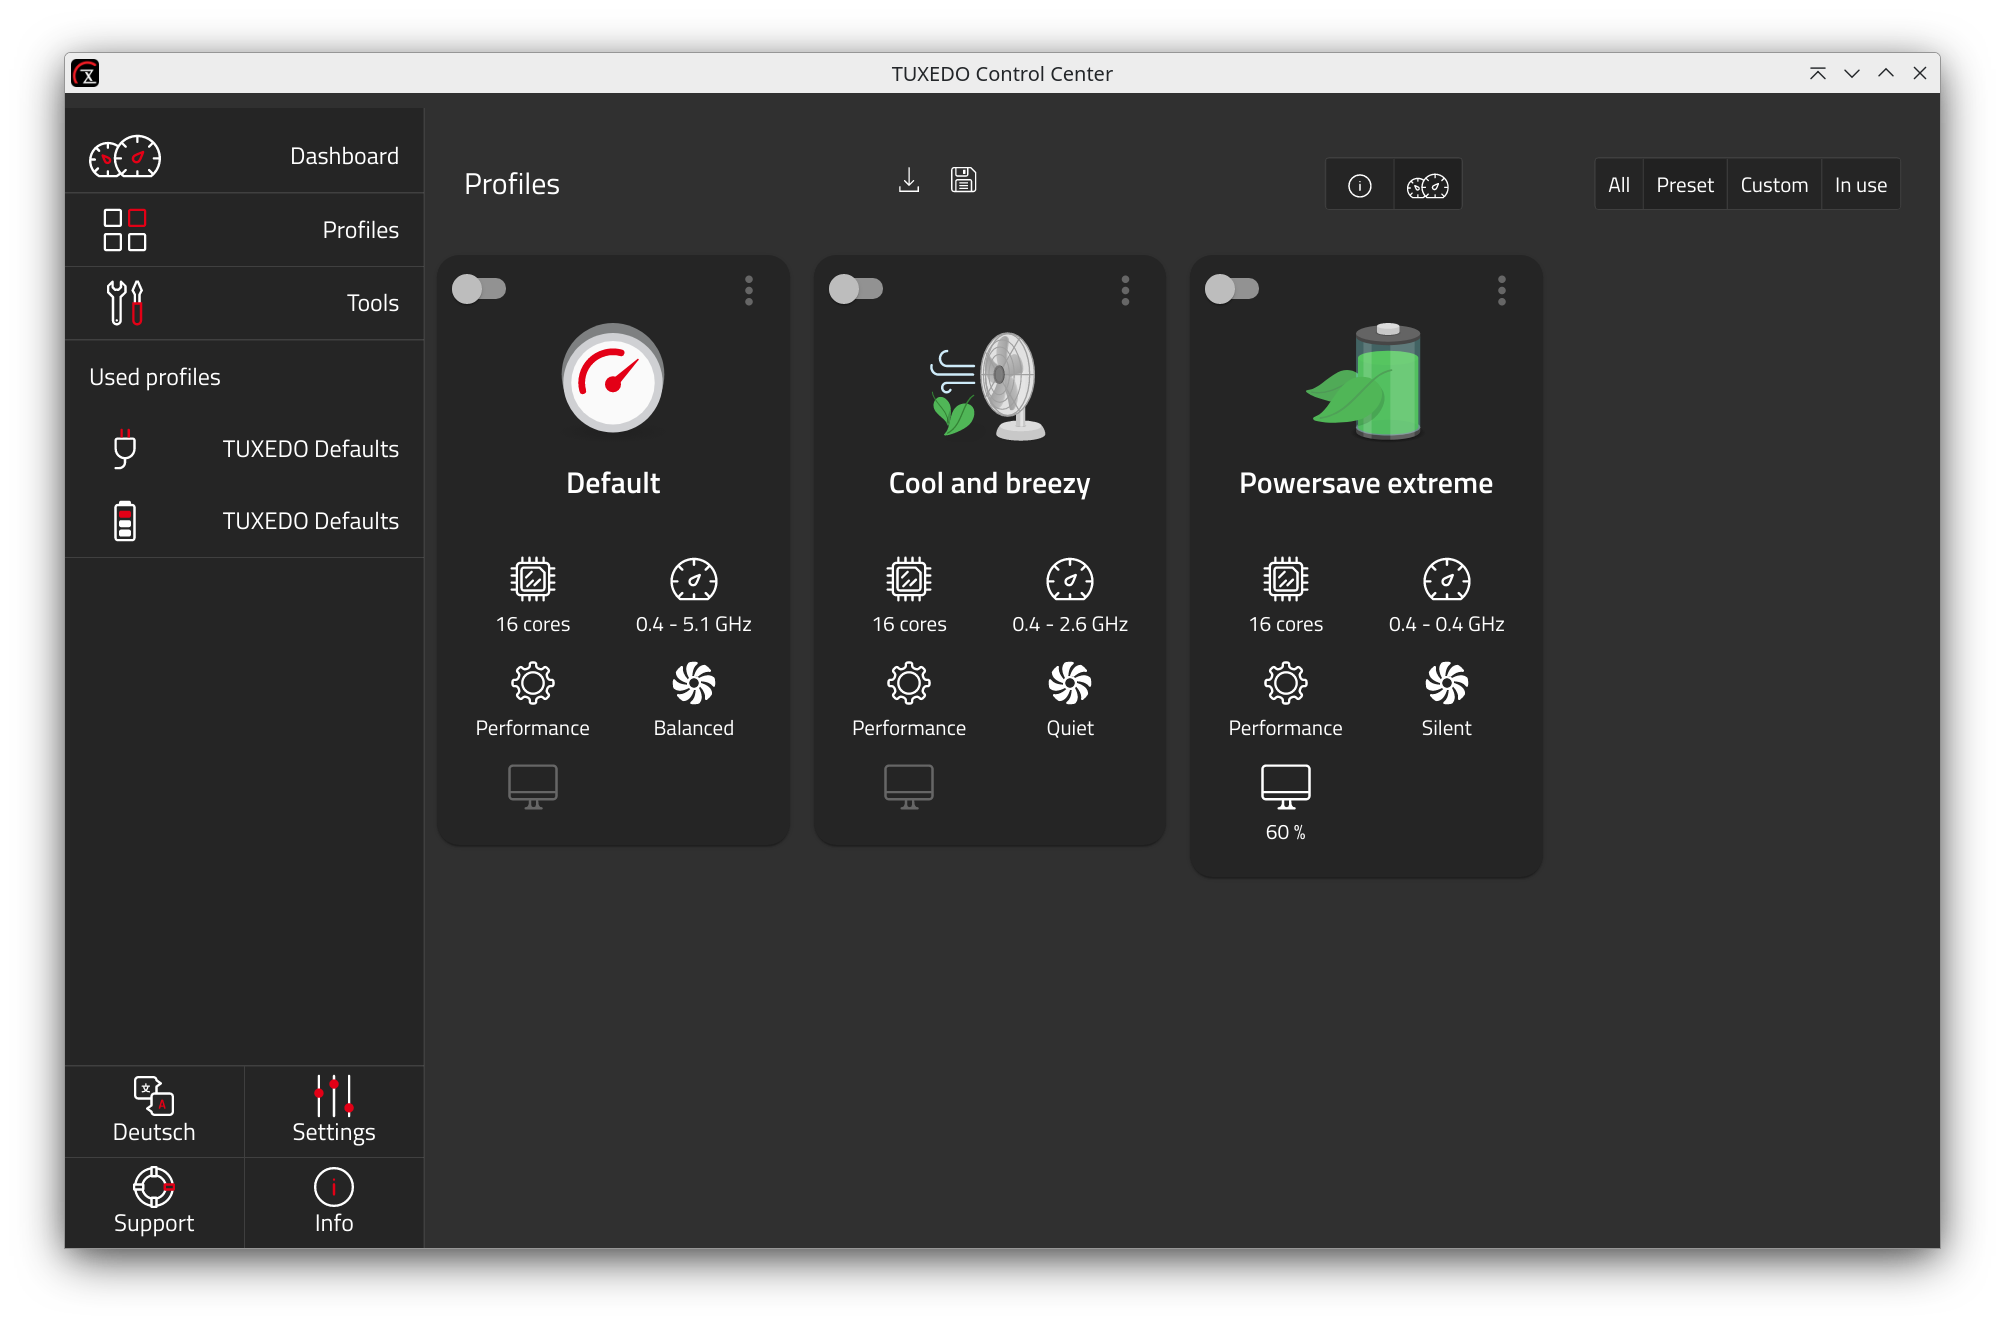 TUXEDO Control Center
Dashboard
Profiles
Tools
Used profiles
TUXEDO Defaults
TUXEDO Defaults
Deutsch
Settings
Support
Info
Profiles
All
Preset
Custom
In use
Default
16 cores
0.4 - 5.1 GHz
Performance
Balanced
Cool and breezy
16 cores
0.4 - 2.6 GHz
Performance
Quiet
Powersave extreme
16 cores
0.4 - 0.4 GHz
Performance
Silent
60 %